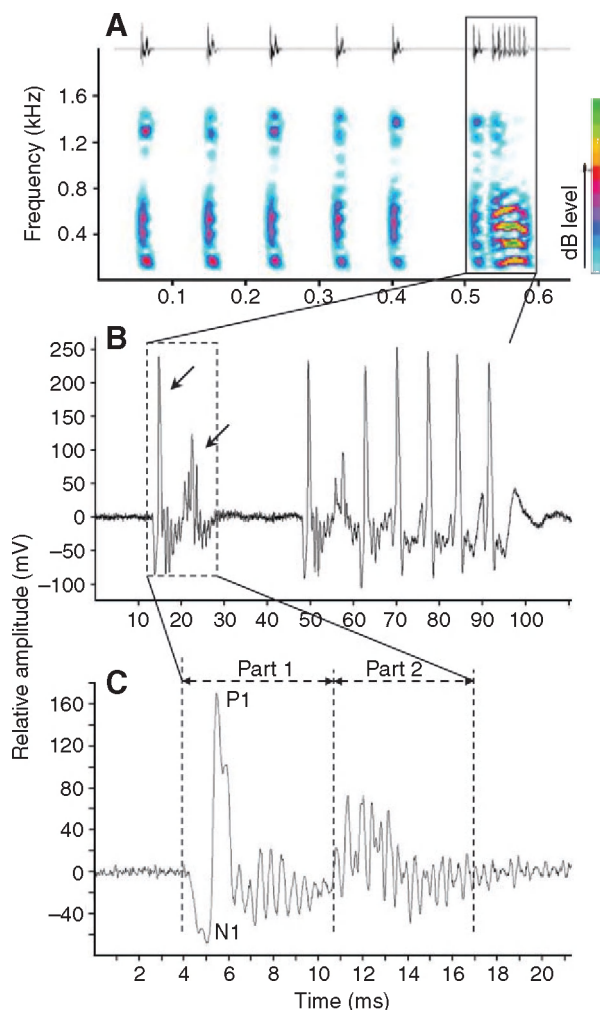 A
Frequency (kHz)
1.6
1.2
0.8
0.4
0.1 0.2 0.3 0.4 0.5 0.6
dB level
B
Relative amplitude (mV)
250
200
150
100
50
0
–50
–100
10 20 30 40 50 60 70 80 90 100
C
Part 1 Part 2
P1
N1
160
120
80
40
0
–40
2 4 6 8 10 12 14 16 18 20
Time (ms)